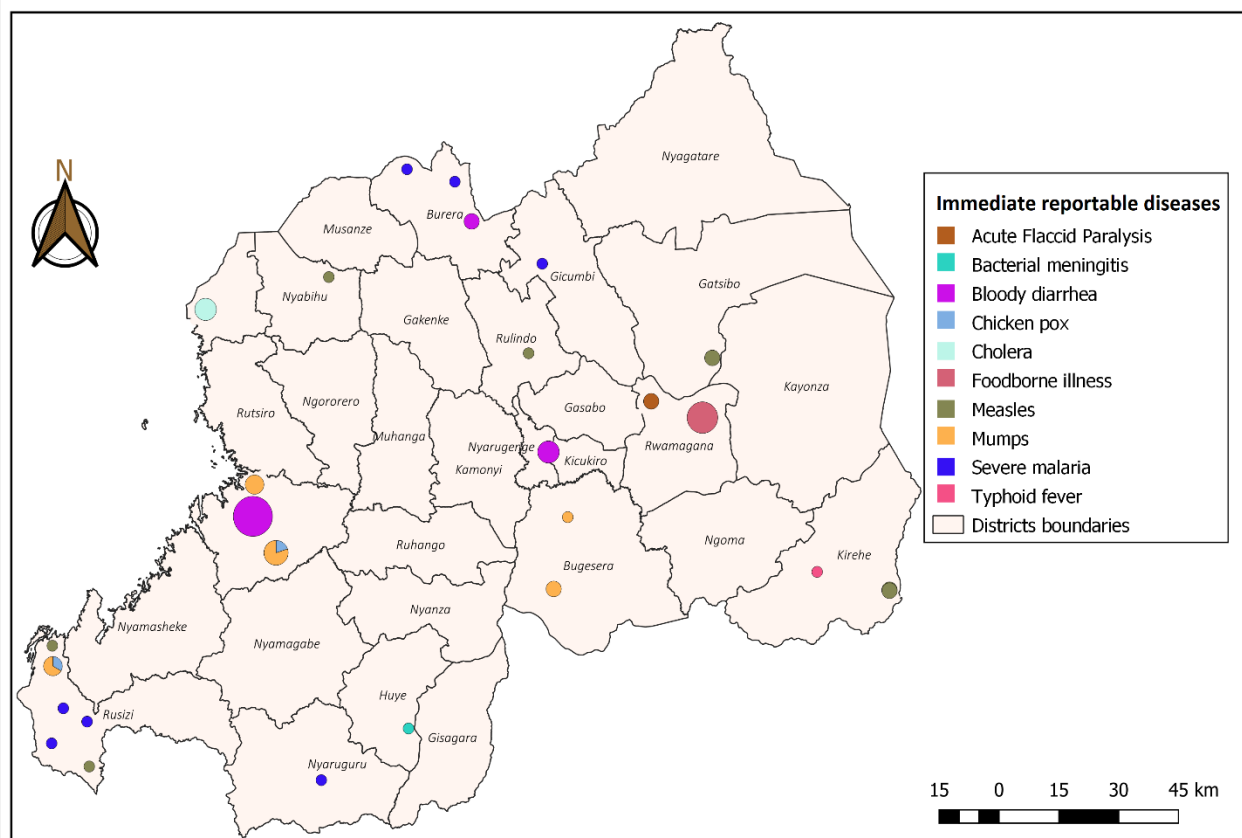 N
Nyagatare
Burera
Musanze
Gicumbi
Nyabihu
Gatsibo
Gakenke
Rulindo
Kayonza
Rutsiro
Ngororero
Gasabo
Muhanga
Nyarugenge
Rwamagana
Kicukiro
Kamonyi
Ruhango
Ngoma
Kirehe
Bugesera
Nyanza
Nyamasheke
Nyamagabe
Huye
Rusizi
Gisagara
Nyaruguru
Immediate reportable diseases
Acute Flaccid Paralysis
Bacterial meningitis
Bloody diarrhea
Chicken pox
Cholera
Foodborne illness
Measles
Mumps
Severe malaria
Typhoid fever
Districts boundaries
15 0 15 30 45 km